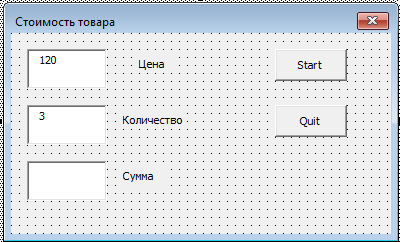 Стоимость товара
120 Цена Start
3 Количество Quit
Сумма